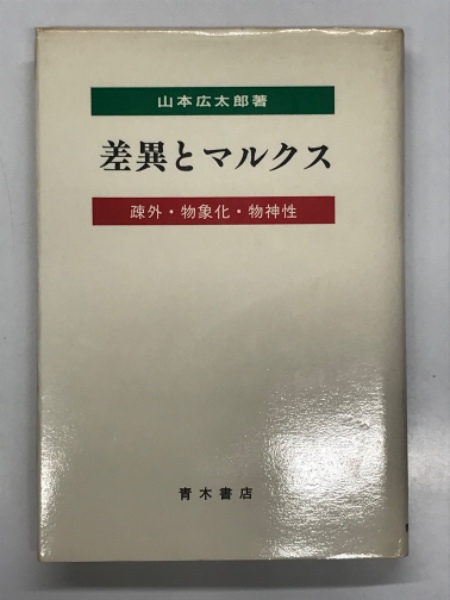 山本広太郎著
差異とマルクス
疎外・物象化・物神性
青木書店